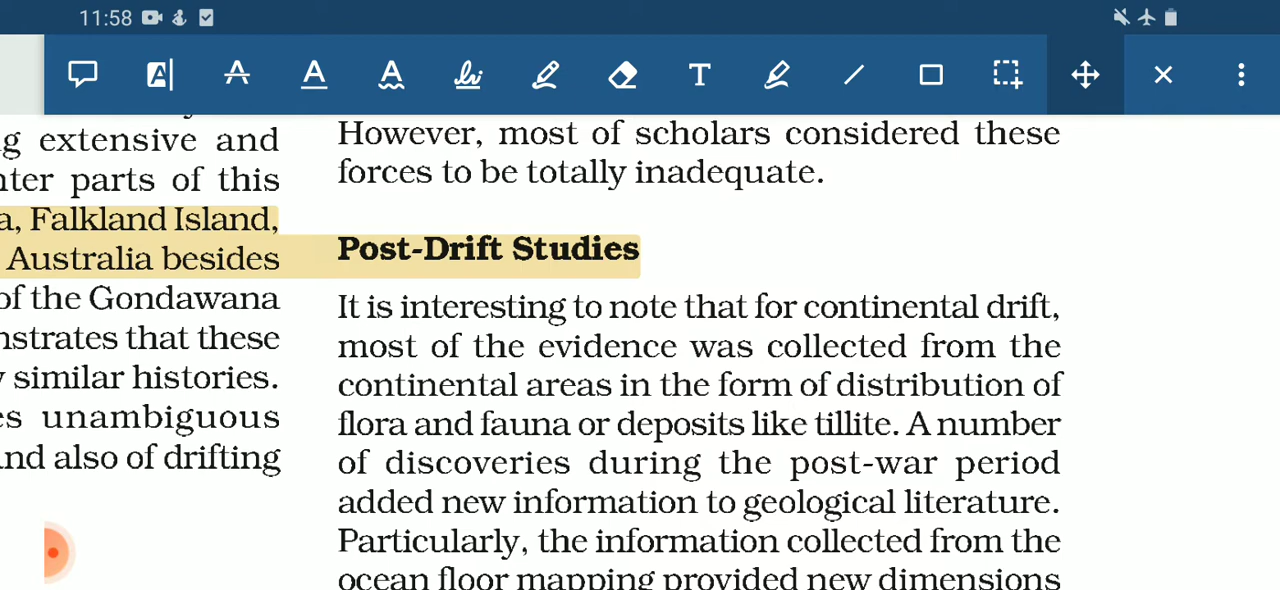 11:58
T
g extensive and
nter parts of this
a, Falkland Island,
Australia besides
of the Gondawana
nstrates that these
y similar histories.
es unambiguous
and also of drifting
However, most of scholars considered these
forces to be totally inadequate.
Post-Drift Studies
It is interesting to note that for continental drift,
most of the evidence was collected from the
continental areas in the form of distribution of
flora and fauna or deposits like tillite. A number
of discoveries during the post-war period
added new information to geological literature.
Particularly, the information collected from the
ocean floor mapping provided new dimensions